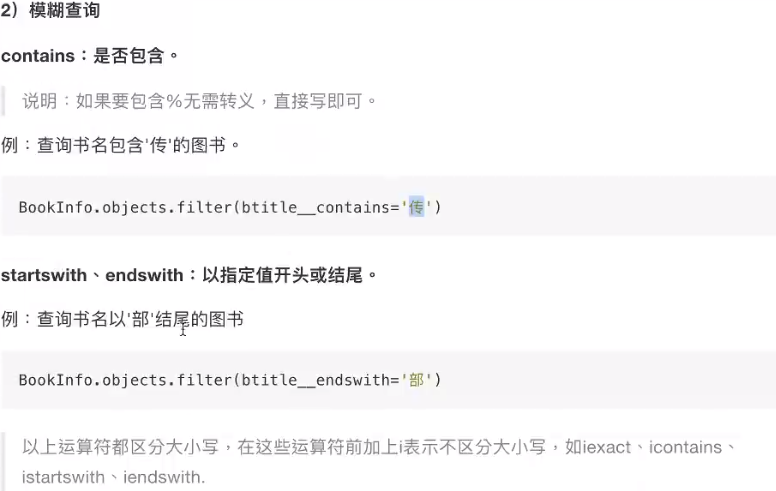 2）模糊查询
contains：是否包含。
说明：如果要包含%无需转义，直接写即可。
例：查询书名包含'传'的图书。
BookInfo.objects.filter(btitle__contains='传')
startswith、endswith：以指定值开头或结尾。
例：查询书名以'部'结尾的图书
BookInfo.objects.filter(btitle__endswith='部')
以上运算符都区分大小写，在这些运算符前加上i表示不区分大小写，如iexact、icontains、
istartswith、iendswith.